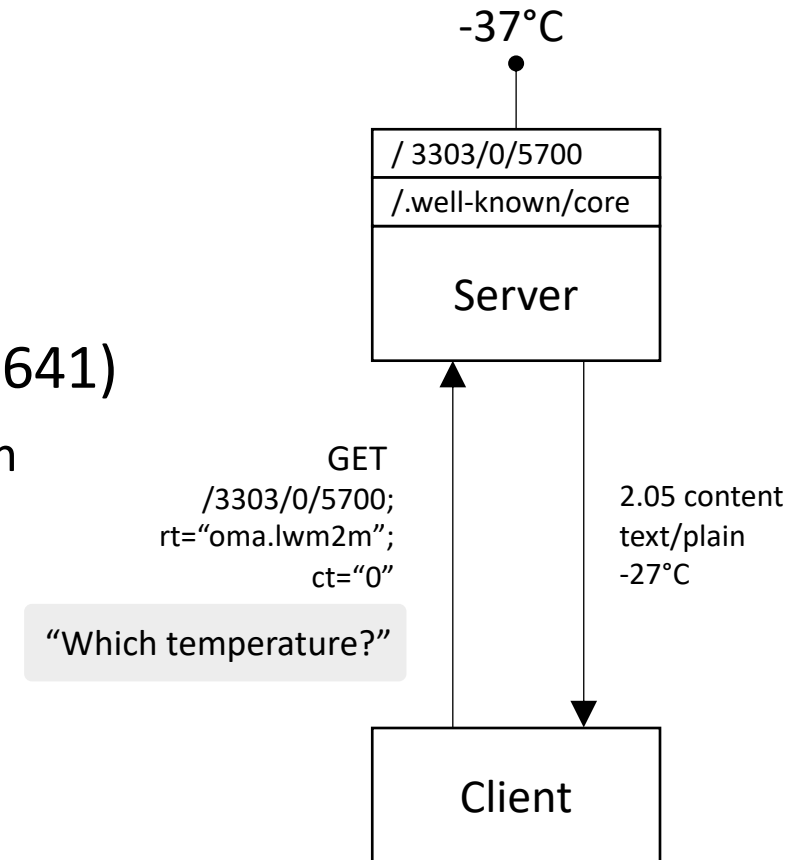 -37°C
/ 3303/0/5700
/.well-known/core
Server
641)
GET
/3303/0/5700;
rt=“oma.lwm2m”;
ct=“0”
“Which temperature?”
2.05 content
text/plain
-27°C
Client